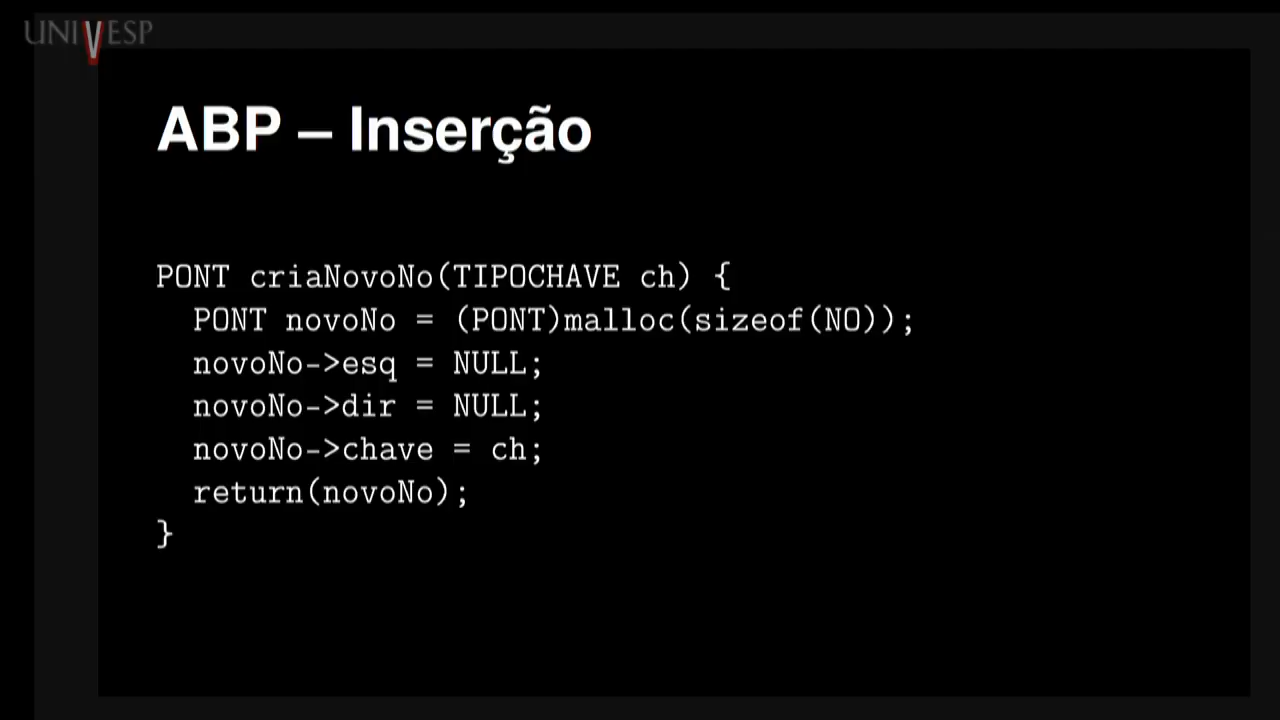 UNIVESP
ABP – Inserção
PONT criaNovoNo(TIPOCHAVE ch) {
  PONT novoNo = (PONT)malloc(sizeof(NO));
  novoNo->esq = NULL;
  novoNo->dir = NULL;
  novoNo->chave = ch;
  return(novoNo);
}